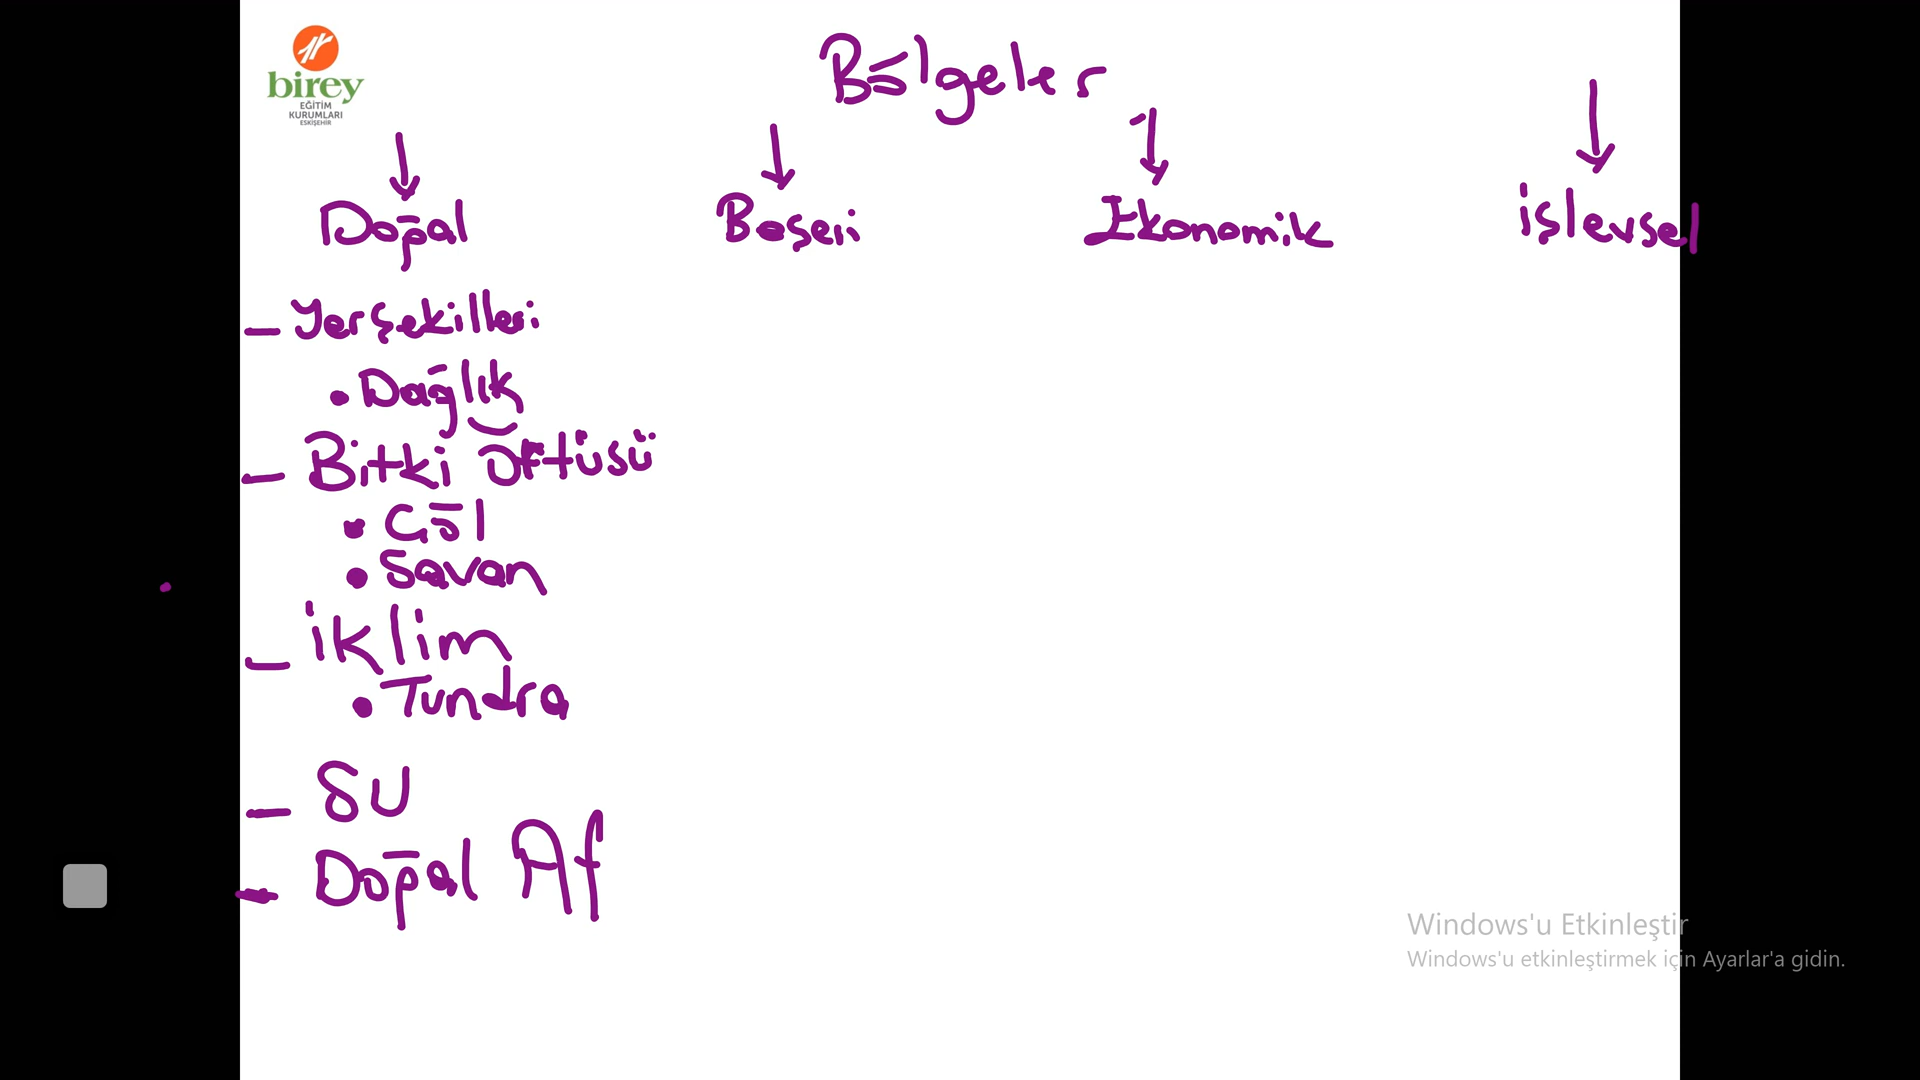 birey
EĞİTİM
KURUMLARI
ESKİŞEHİR
Bölgeler
Doğal
Beşeri
Ekonomik
işlevsel
- Yerşekilleri
• Dağlık
- Bitki Örtüsü
• Çöl
• Savan
- iklim
• Tundra
- Su
- Doğal Af
Windows'u Etkinleştir
Windows'u etkinleştirmek için Ayarlar'a gidin.